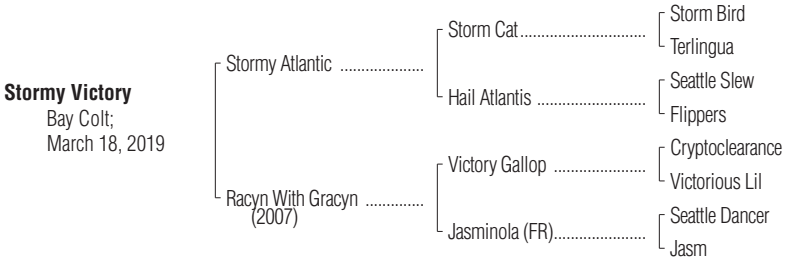 Storm Bird
Storm Cat..............................
Terlingua
Stormy Atlantic ....................
Seattle Slew
Hail Atlantis ..........................
Flippers
Stormy Victory
Bay Colt;
March 18, 2019
Cryptoclearance
Victory Gallop ......................
Victorious Lil
Racyn With Gracyn ..............
(2007)
Seattle Dancer
Jasminola (FR)......................
Jasm